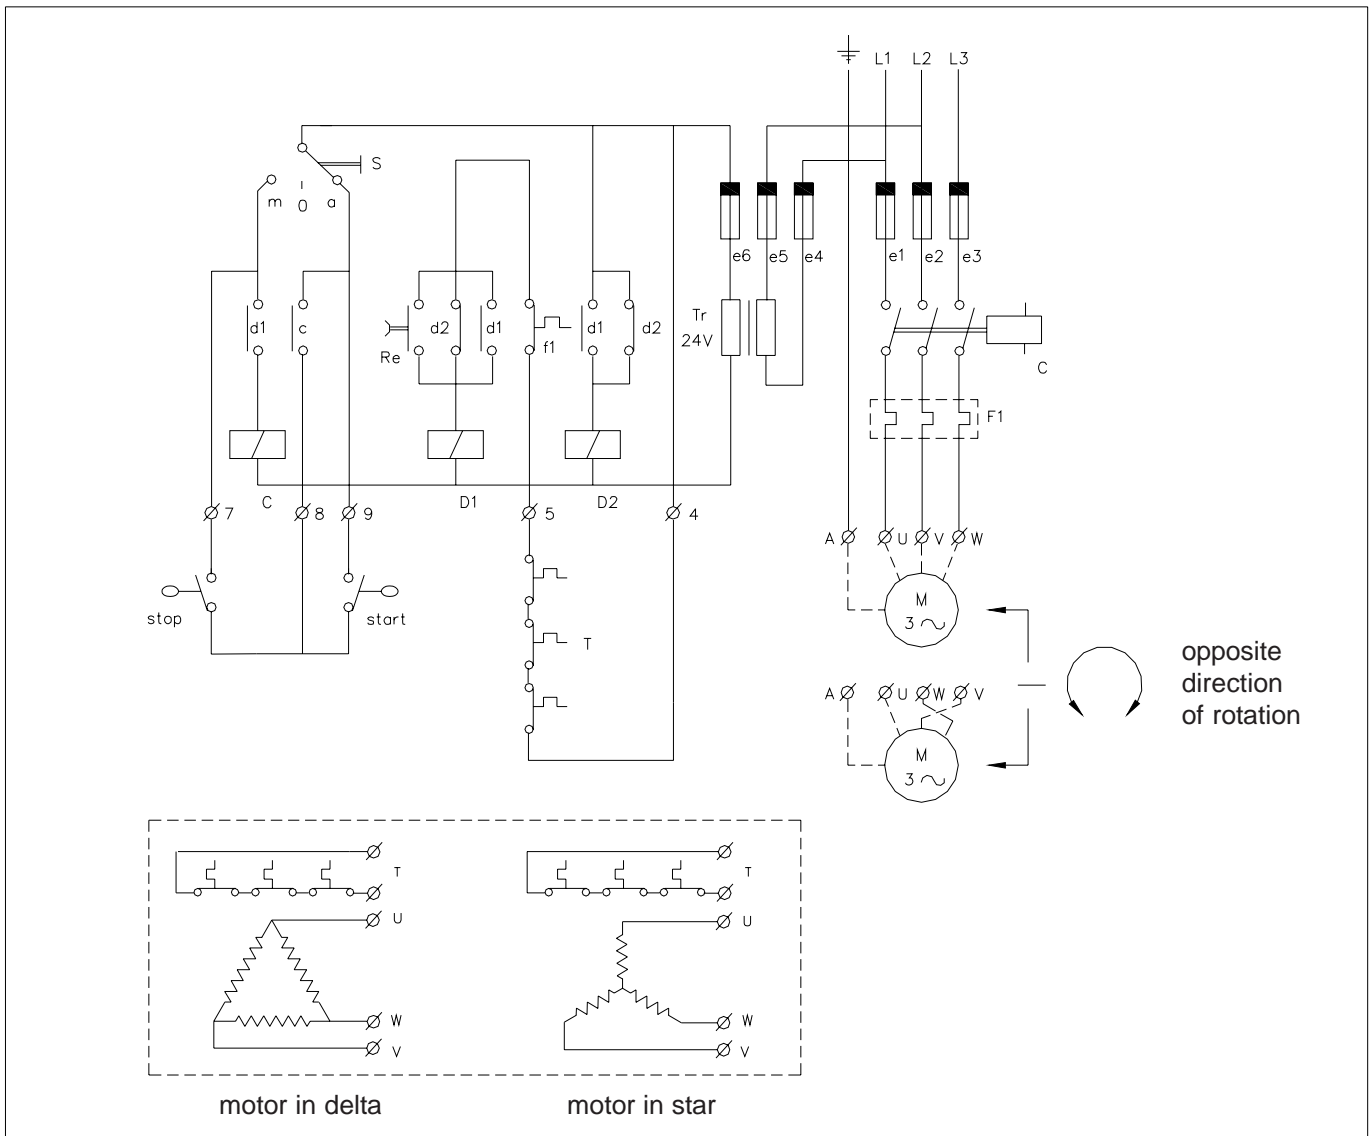 L1 L2 L3
S
m 0 a
e6 e5 e4 e1 e2 e3
d1 c d2 d1 d1 d2
Re f1
Tr
24V
C
F1
C D1 D2
7 8 9 5 4
A U V W
stop start
M
3
T
opposite
direction
of rotation
A U W V
M
3
T T
U U
W W
V V
motor in delta motor in star